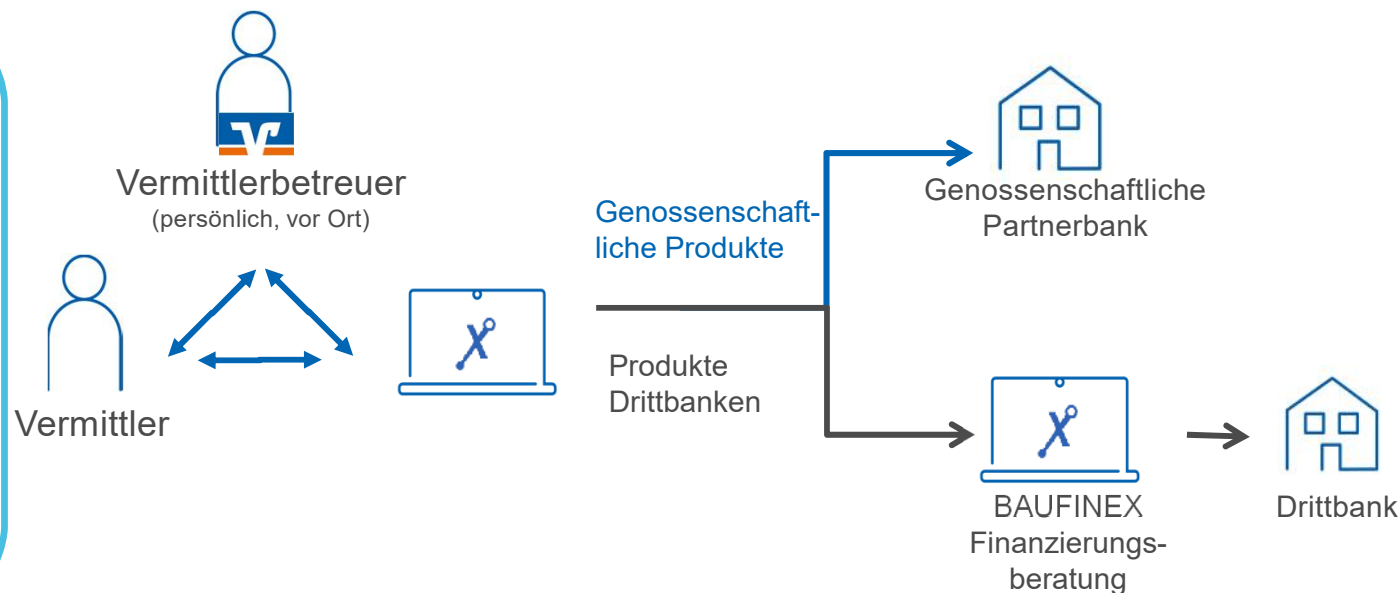 Vermittlerbetreuer
(persönlich, vor Ort)
Vermittler
Genossenschaft-
liche Produkte
Produkte
Drittbanken
Genossenschaftliche
Partnerbank
BAUFINEX
Finanzierungs-
beratung
Drittbank